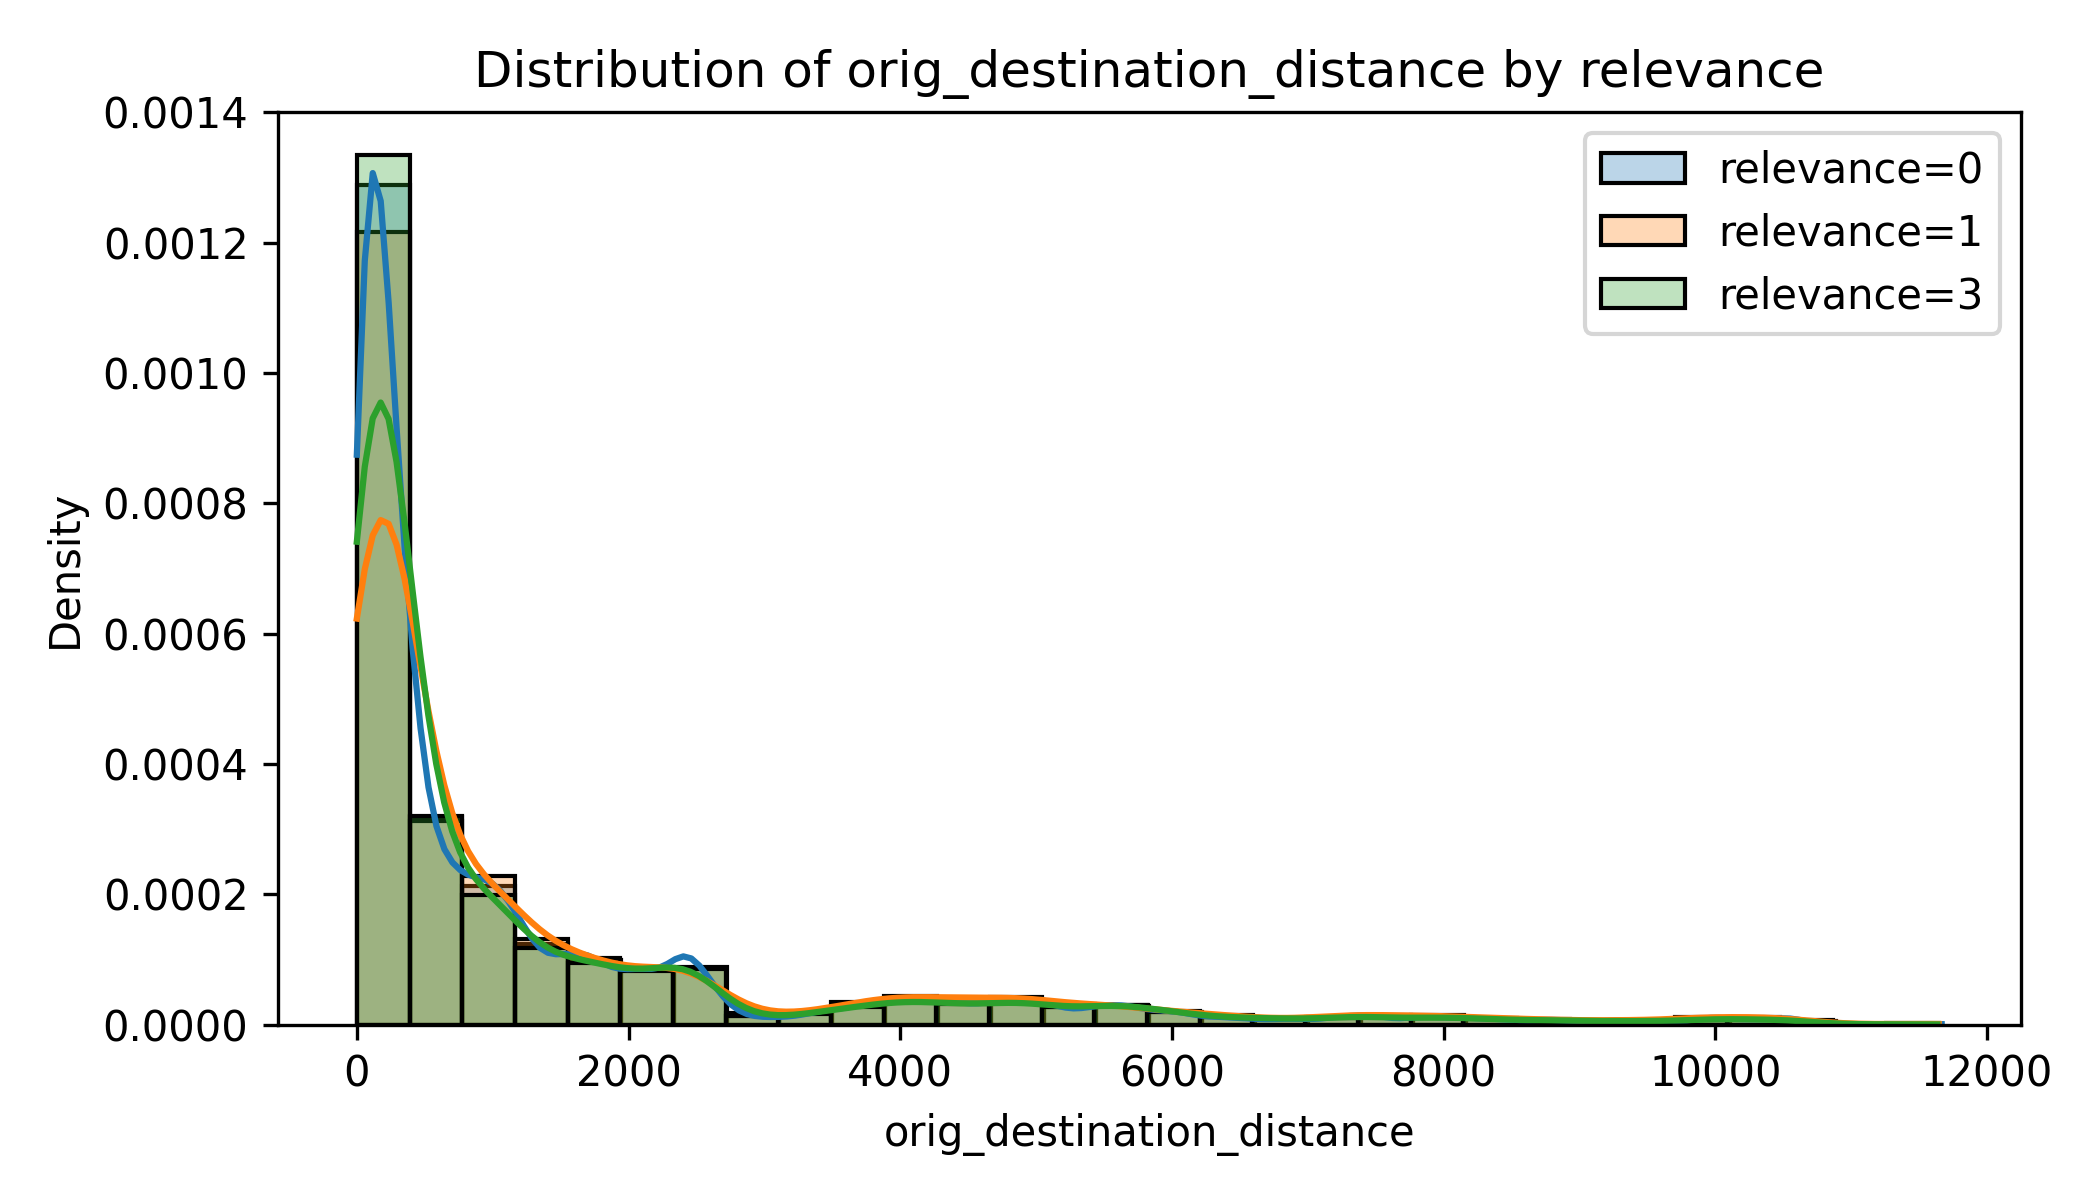 Distribution of orig_destination_distance by relevance
0.0014
0.0012
0.0010
0.0008
0.0006
0.0004
0.0002
0.0000
Density
relevance=0
relevance=1
relevance=3
0 2000 4000 6000 8000 10000 12000
orig_destination_distance